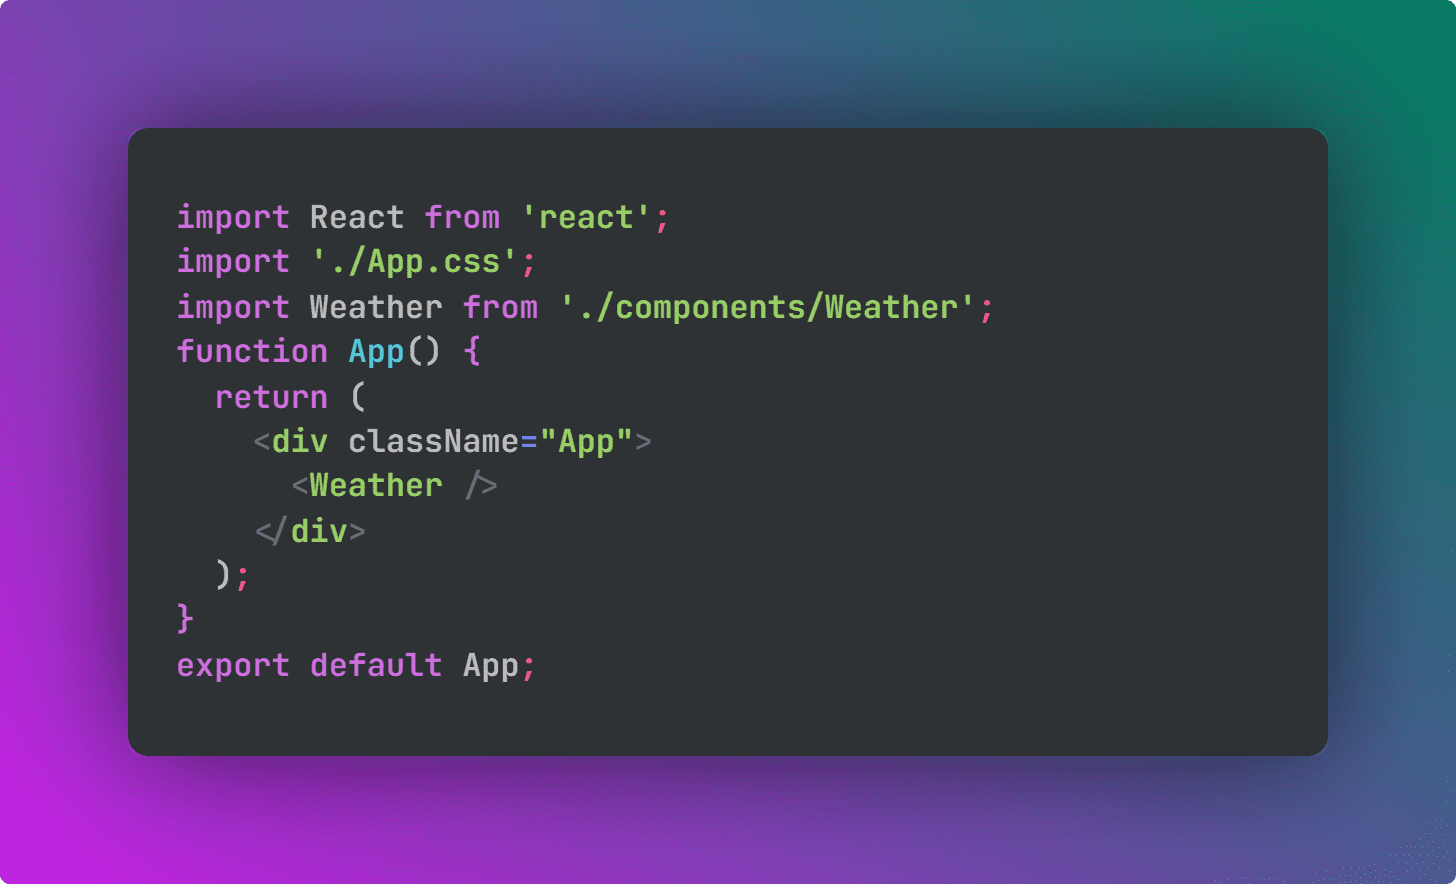 import React from 'react';
import './App.css';
import Weather from './components/Weather';
function App() {
  return (
    <div className="App">
      <Weather />
    </div>
  );
}
export default App;